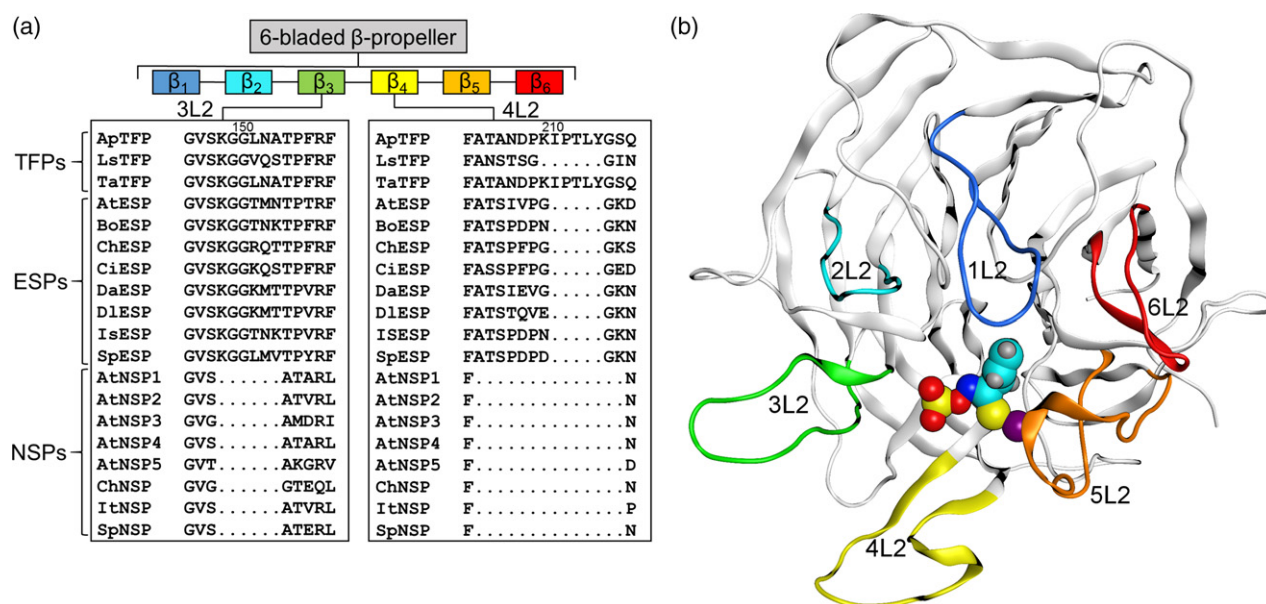 (a)
6-bladed β-propeller
β1 β2 β3 β4 β5 β6
3L2 4L2
150
TFPs
ApTFP GVSKGGLNATPFRF
LsTFP GVSKGGVQSTPFRF
TaTFP GVSKGGLNATPFRF
ESPs
AtESP GVSKGGTMNTPTRF
BoESP GVSKGGTNKTPFRF
ChESP GVSKGGRQTTPFRF
CiESP GVSKGGKQSTPFRF
DaESP GVSKGGKMTTPVRF
DlESP GVSKGGKMTTPVRF
IsESP GVSKGGTNKTPVRF
SpESP GVSKGGLMVTPYRF
NSPs
AtNSP1 GVS......ATARL
AtNSP2 GVS......ATVRL
AtNSP3 GVG......AMDRI
AtNSP4 GVS......ATARL
AtNSP5 GVT......AKGRV
ChNSP GVG......GTEQL
ItNSP GVS......ATVRL
SpNSP GVS......ATERL
210
ApTFP FATANDPKIPTLYGSQ
LsTFP FANSTSG......GIN
TaTFP FATANDPKIPTLYGSQ
AtESP FATSIVPG.....GKD
BoESP FATSPDPN.....GKN
ChESP FATSPFPG.....GKS
CiESP FASSPFPG.....GED
DaESP FATSIEVG.....GKN
DlESP FATSTQVE.....GKN
ISESP FATSPDPN.....GKN
SpESP FATSPDPD.....GKN
AtNSP1 F..............N
AtNSP2 F..............N
AtNSP3 F..............N
AtNSP4 F..............N
AtNSP5 F..............D
ChNSP F..............N
ItNSP F..............P
SpNSP F..............N
(b)
2L2
1L2
6L2
3L2
5L2
4L2